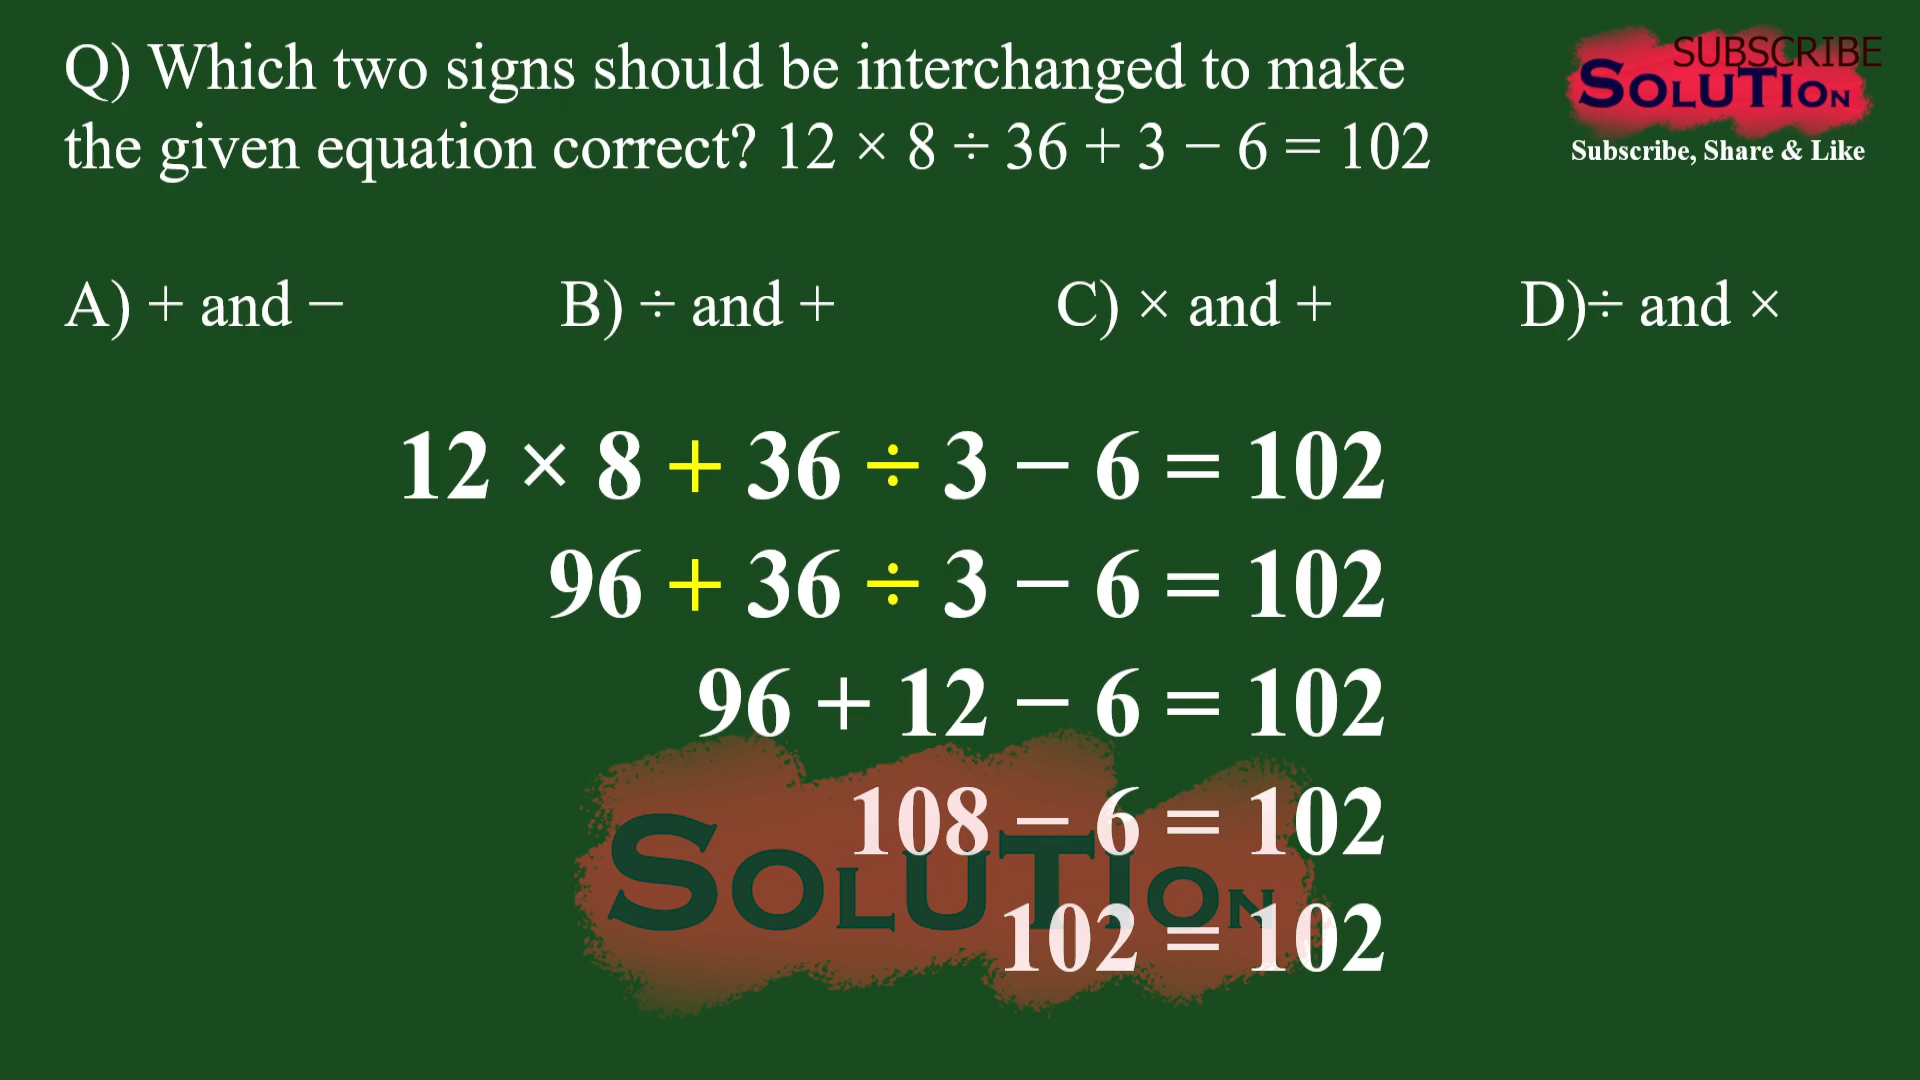 Q) Which two signs should be interchanged to make
the given equation correct? 12 × 8 ÷ 36 + 3 − 6 = 102
SUBSCRIBE
SOLUTION
Subscribe, Share & Like
A) + and −
B) ÷ and +
C) × and +
D)÷ and ×
12 × 8 + 36 ÷ 3 − 6 = 102
96 + 36 ÷ 3 − 6 = 102
96 + 12 − 6 = 102
108 − 6 = 102
SOLUTION
102 = 102